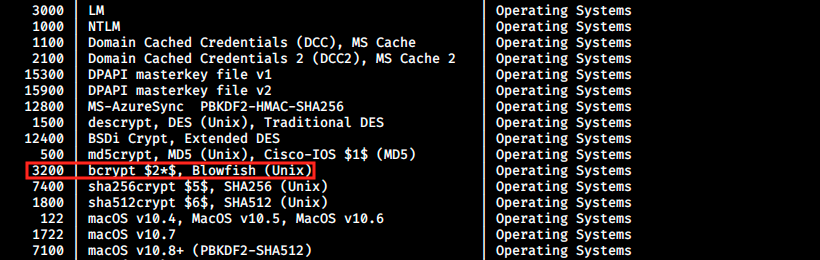 3000 | LM | Operating Systems
1000 | NTLM | Operating Systems
1100 | Domain Cached Credentials (DCC), MS Cache | Operating Systems
2100 | Domain Cached Credentials 2 (DCC2), MS Cache 2 | Operating Systems
15300 | DPAPI masterkey file v1 | Operating Systems
15900 | DPAPI masterkey file v2 | Operating Systems
12800 | MS-AzureSync  PBKDF2-HMAC-SHA256 | Operating Systems
1500 | descrypt, DES (Unix), Traditional DES | Operating Systems
12400 | BSDi Crypt, Extended DES | Operating Systems
500 | md5crypt, MD5 (Unix), Cisco-IOS $1$ (MD5) | Operating Systems
3200 | bcrypt $2*$, Blowfish (Unix) | Operating Systems
7400 | sha256crypt $5$, SHA256 (Unix) | Operating Systems
1800 | sha512crypt $6$, SHA512 (Unix) | Operating Systems
122 | macOS v10.4, MacOS v10.5, MacOS v10.6 | Operating Systems
1722 | macOS v10.7 | Operating Systems
7100 | macOS v10.8+ (PBKDF2-SHA512) | Operating Systems